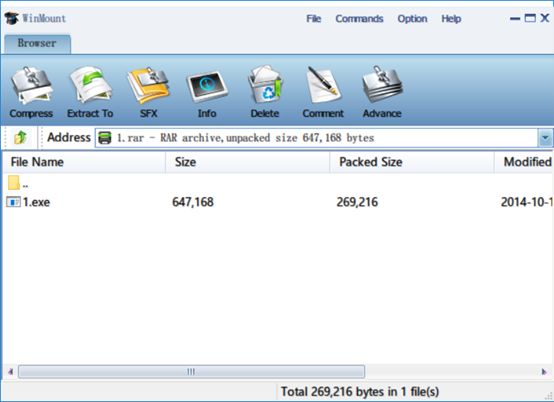 WinMount File Commands Option Help
Browser
Compress Extract To SFX Info Delete Comment Advance
Address 1.rar - RAR archive,unpacked size 647,168 bytes
File Name Size Packed Size Modified
..
1.exe 647,168 269,216 2014-10-1
Total 269,216 bytes in 1 file(s)